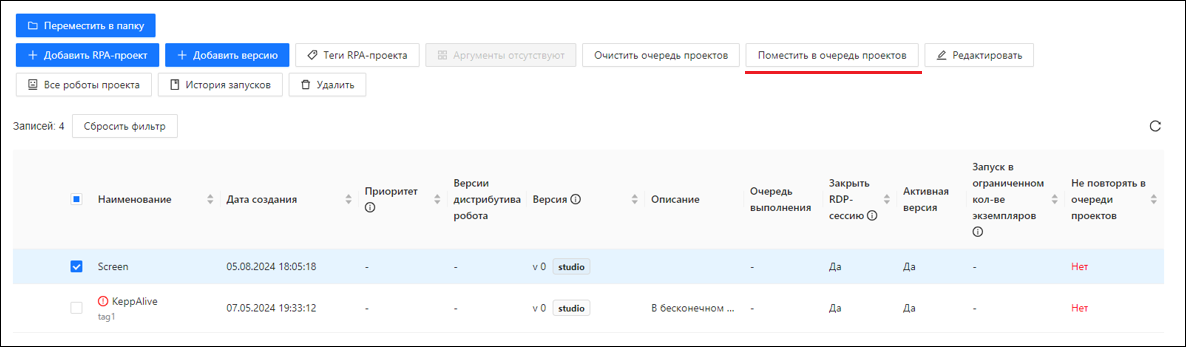 Переместить в папку
Добавить RPA-проект Добавить версию Теги RPA-проекта Аргументы отсутствуют Очистить очередь проектов Поместить в очередь проектов Редактировать
Все роботы проекта История запусков Удалить
Записей: 4 Сбросить фильтр
Наименование Дата создания Приоритет Версии дистрибутива робота Версия Описание Очередь выполнения Закрыть RDP-сессию Активная версия Запуск в ограниченном кол-ве экземпляров Не повторять в очереди проектов
Screen 05.08.2024 18:05:18 - - v 0 studio - Да Да - Нет
KeppAlive 07.05.2024 19:33:12 - - v 0 studio В бесконечном ... - Да Да - Нет
tag1